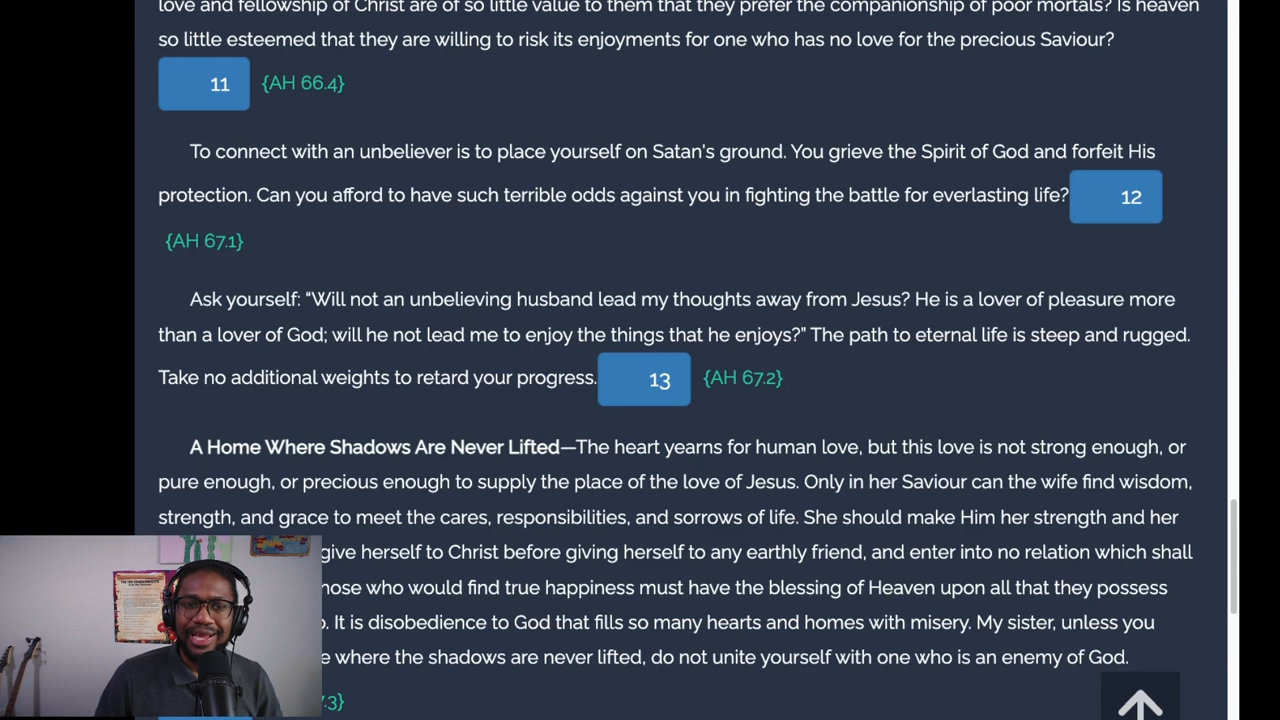 love and fellowship of Christ are of so little value to them that they prefer the companionship of poor mortals? Is heaven
so little esteemed that they are willing to risk its enjoyments for one who has no love for the precious Saviour?
11 {AH 66.4}
To connect with an unbeliever is to place yourself on Satan's ground. You grieve the Spirit of God and forfeit His
protection. Can you afford to have such terrible odds against you in fighting the battle for everlasting life? 12
{AH 67.1}
Ask yourself: “Will not an unbelieving husband lead my thoughts away from Jesus? He is a lover of pleasure more
than a lover of God; will he not lead me to enjoy the things that he enjoys?” The path to eternal life is steep and rugged.
Take no additional weights to retard your progress. 13 {AH 67.2}
A Home Where Shadows Are Never Lifted—The heart yearns for human love, but this love is not strong enough, or
pure enough, or precious enough to supply the place of the love of Jesus. Only in her Saviour can the wife find wisdom,
strength, and grace to meet the cares, responsibilities, and sorrows of life. She should make Him her strength and her
give herself to Christ before giving herself to any earthly friend, and enter into no relation which shall
hose who would find true happiness must have the blessing of Heaven upon all that they possess
It is disobedience to God that fills so many hearts and homes with misery. My sister, unless you
e where the shadows are never lifted, do not unite yourself with one who is an enemy of God.
.3}